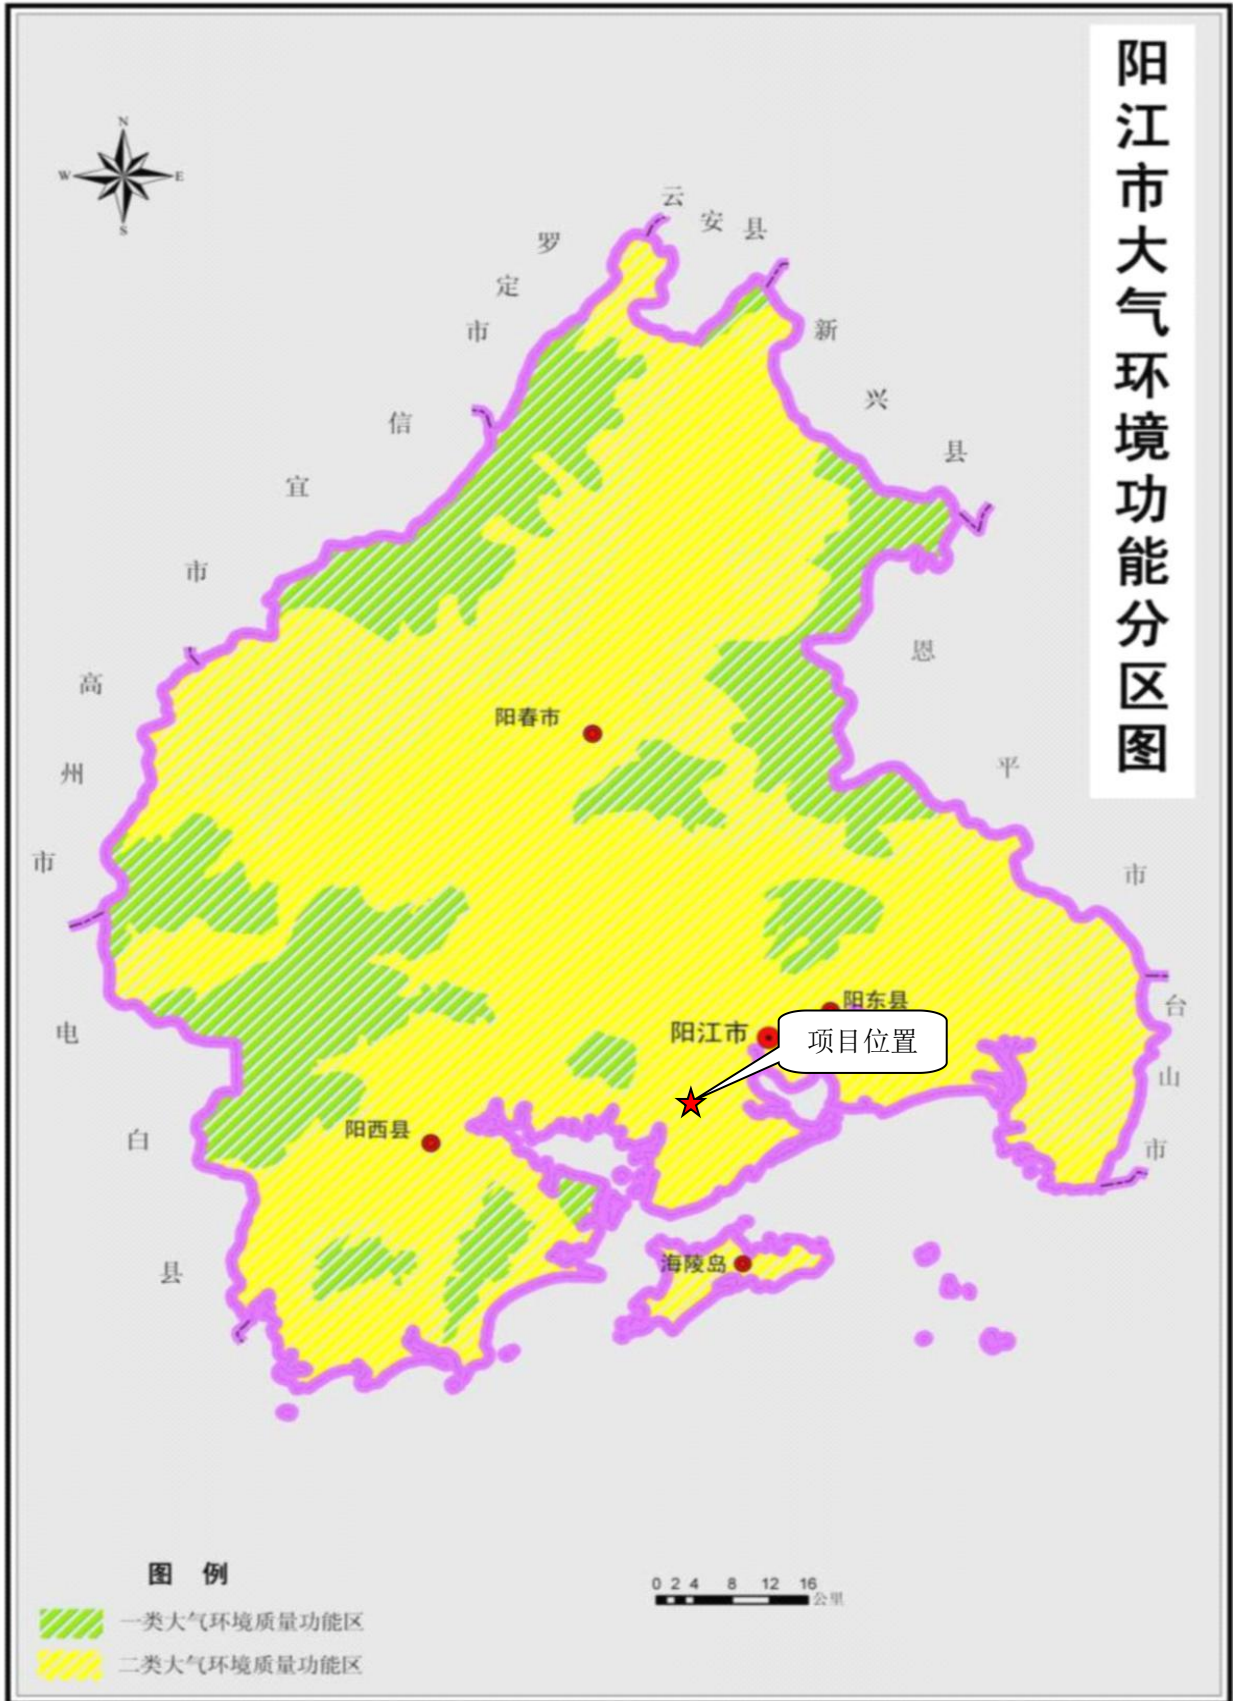 阳江市大气环境功能分区图
N
W
E
S
云安县
罗定市
新兴县
信宜市
恩平市
高州市
阳春市
阳东县
阳江市
项目位置
台山市
电白县
阳西县
海陵岛
图 例
一类大气环境质量功能区
二类大气环境质量功能区
0 2 4 8 12 16
公里